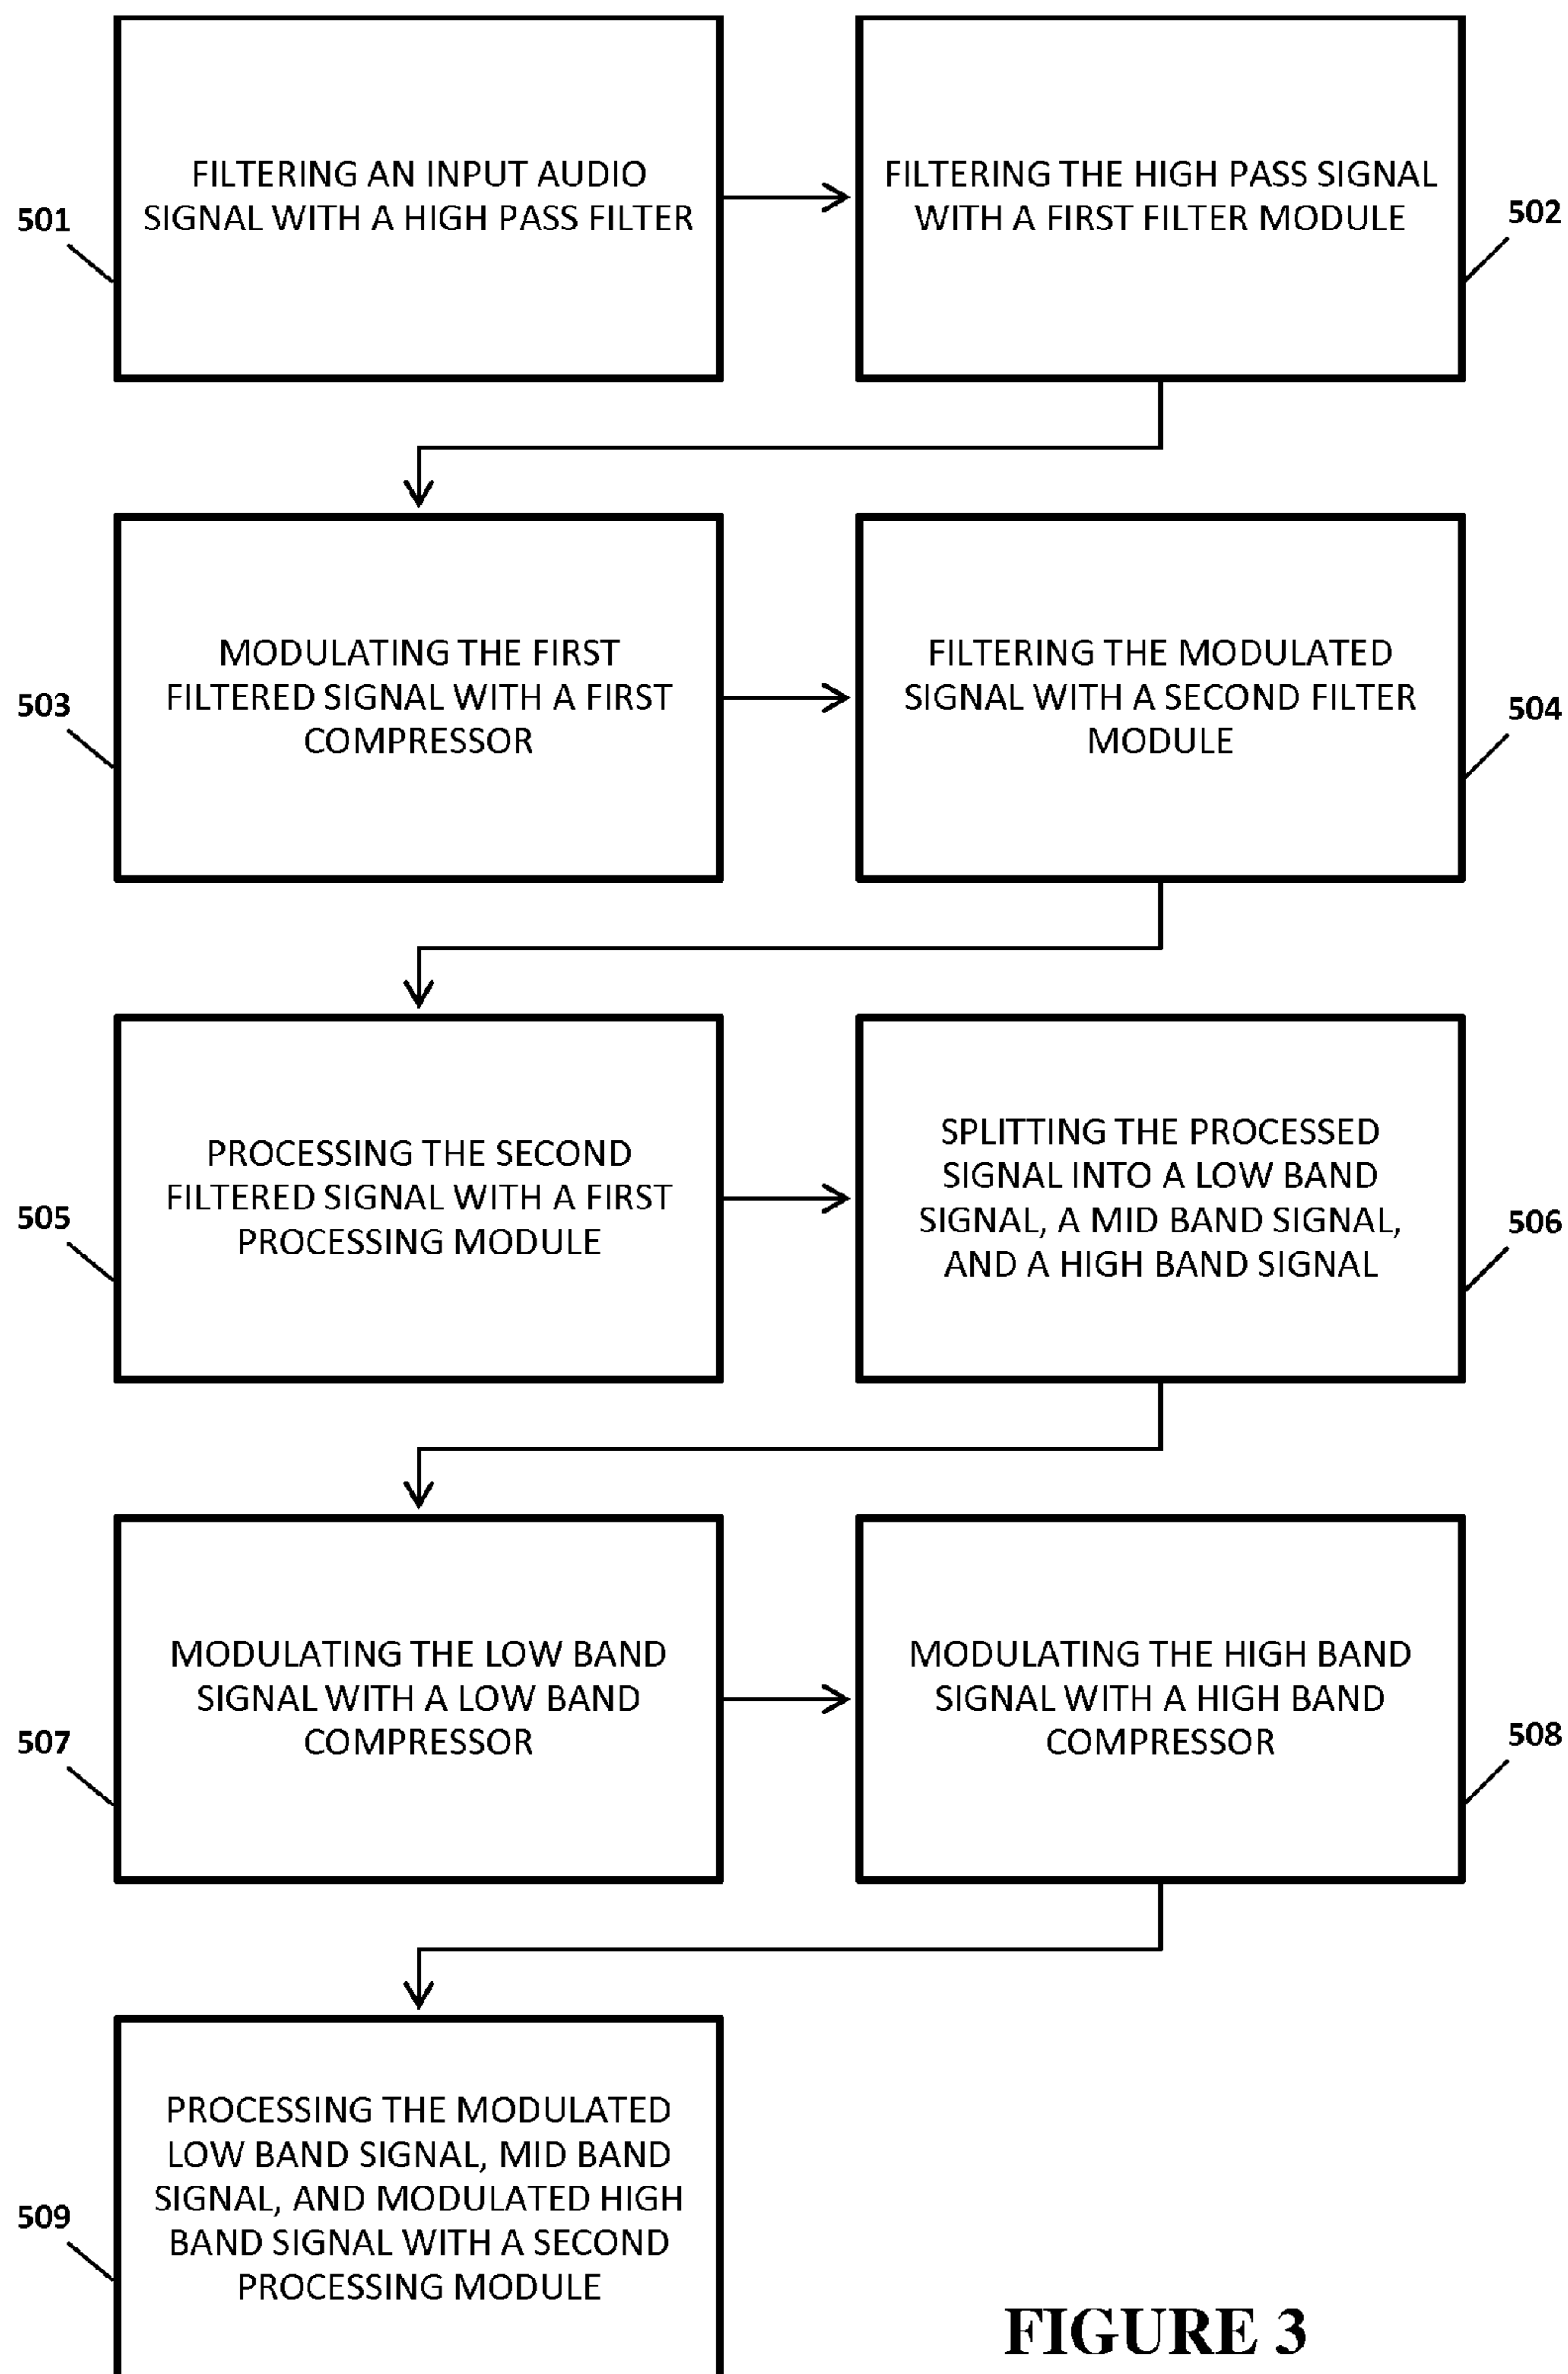 501
FILTERING AN INPUT AUDIO
SIGNAL WITH A HIGH PASS FILTER
FILTERING THE HIGH PASS SIGNAL
WITH A FIRST FILTER MODULE
502
503
MODULATING THE FIRST
FILTERED SIGNAL WITH A FIRST
COMPRESSOR
FILTERING THE MODULATED
SIGNAL WITH A SECOND FILTER
MODULE
504
505
PROCESSING THE SECOND
FILTERED SIGNAL WITH A FIRST
PROCESSING MODULE
SPLITTING THE PROCESSED
SIGNAL INTO A LOW BAND
SIGNAL, A MID BAND SIGNAL,
AND A HIGH BAND SIGNAL
506
507
MODULATING THE LOW BAND
SIGNAL WITH A LOW BAND
COMPRESSOR
MODULATING THE HIGH BAND
SIGNAL WITH A HIGH BAND
COMPRESSOR
508
509
PROCESSING THE MODULATED
LOW BAND SIGNAL, MID BAND
SIGNAL, AND MODULATED HIGH
BAND SIGNAL WITH A SECOND
PROCESSING MODULE
FIGURE 3